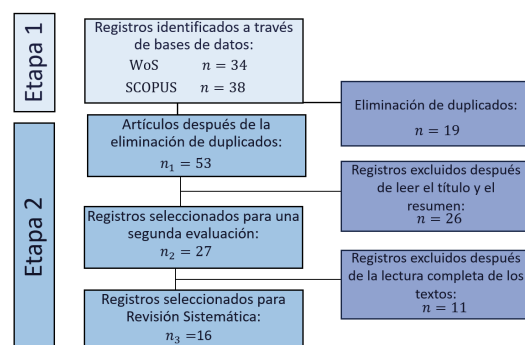 Etapa 1
Registros identificados a través
de bases de datos:
WoS n = 34
SCOPUS n = 38
Eliminación de duplicados:
n = 19
Etapa 2
Artículos después de la
eliminación de duplicados:
n₁ = 53
Registros excluidos después
de leer el título y el
resumen:
n = 26
Registros seleccionados para una
segunda evaluación:
n₂ = 27
Registros excluidos después
de la lectura completa de los
textos:
n = 11
Registros seleccionados para
Revisión Sistemática:
n₃ =16